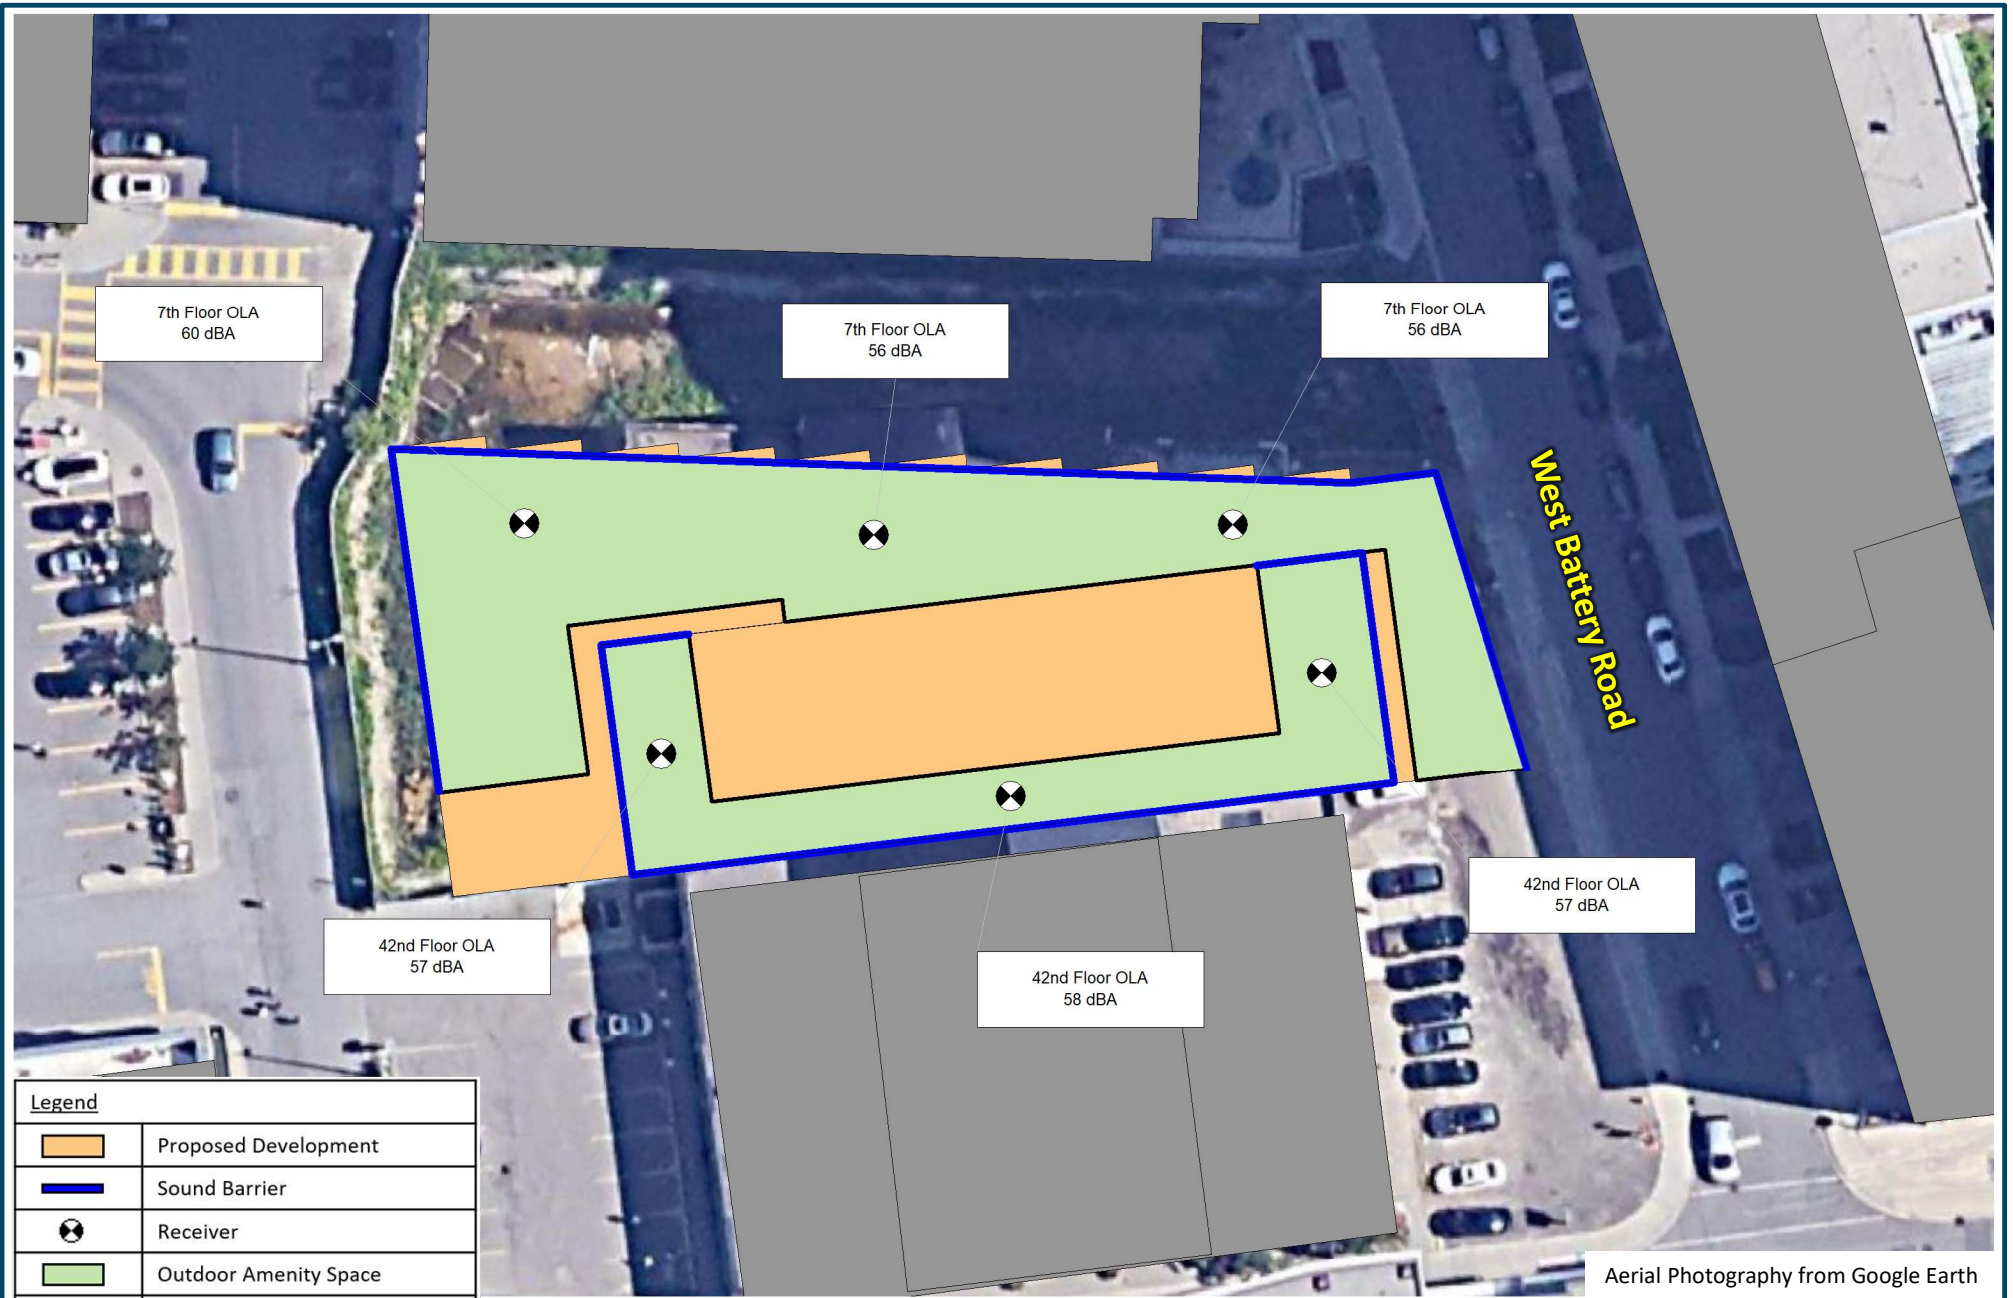 7th Floor OLA
60 dBA
7th Floor OLA
56 dBA
7th Floor OLA
56 dBA
West Battery Road
42nd Floor OLA
57 dBA
42nd Floor OLA
57 dBA
42nd Floor OLA
58 dBA
Legend
Proposed Development
Sound Barrier
Receiver
Outdoor Amenity Space
Aerial Photography from Google Earth